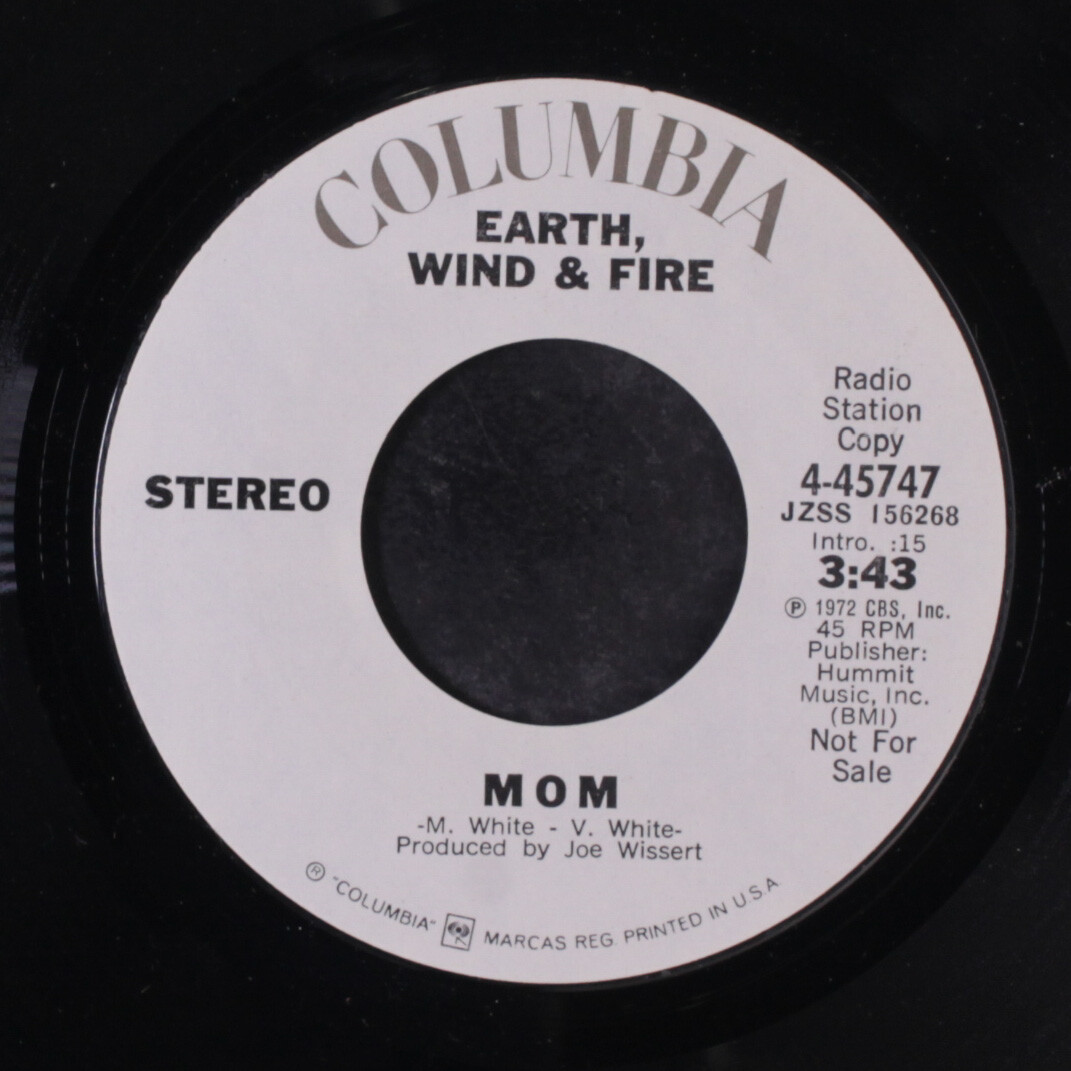 COLUMBIA
EARTH,
WIND & FIRE
STEREO
Radio
Station
Copy
4-45747
JZSS 156268
Intro. :15
3:43
Ⓟ 1972 CBS, Inc.
45 RPM
Publisher:
Hummit
Music, Inc.
(BMI)
Not For
Sale
MOM
-M. White - V. White-
Produced by Joe Wissert
® "COLUMBIA" MARCAS REG. PRINTED IN U.S.A